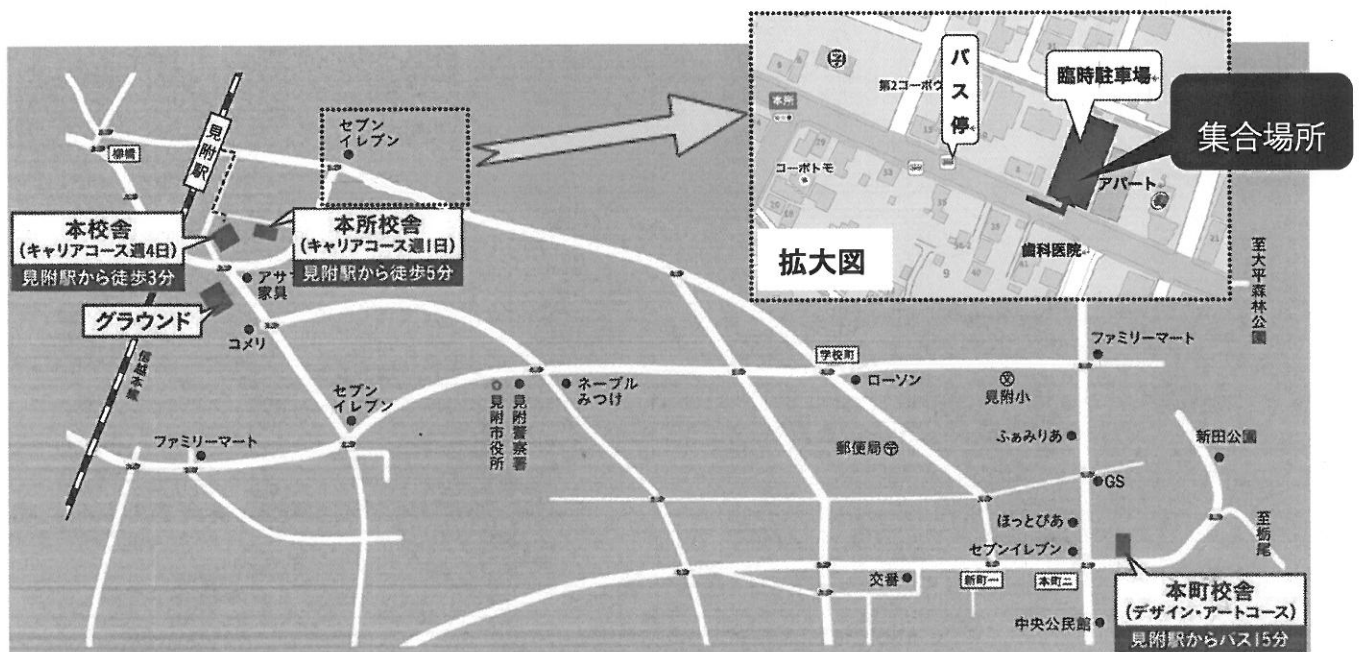 バス停
臨時駐車場
集合場所
第2コーポウ
本所
コーポトモ
アパート
歯科医院
拡大図
見附駅
セブン
イレブン
柳橋
本校舎
(キャリアコース週4日)
見附駅から徒歩3分
本所校舎
(キャリアコース週1日)
見附駅から徒歩5分
アサヒ
家具
グラウンド
コメリ
信越本線
セブン
イレブン
ファミリーマート
見附市役所
見附警察署
ネーブル
みつけ
学校町
ローソン
ファミリーマート
見附小
至大平森林公園
ふぁみりあ
郵便局
新田公園
GS
ほっとぴあ
セブンイレブン
至栃尾
交番
新町一
本町二
中央公民館
本町校舎
(デザイン・アートコース)
見附駅からバス15分